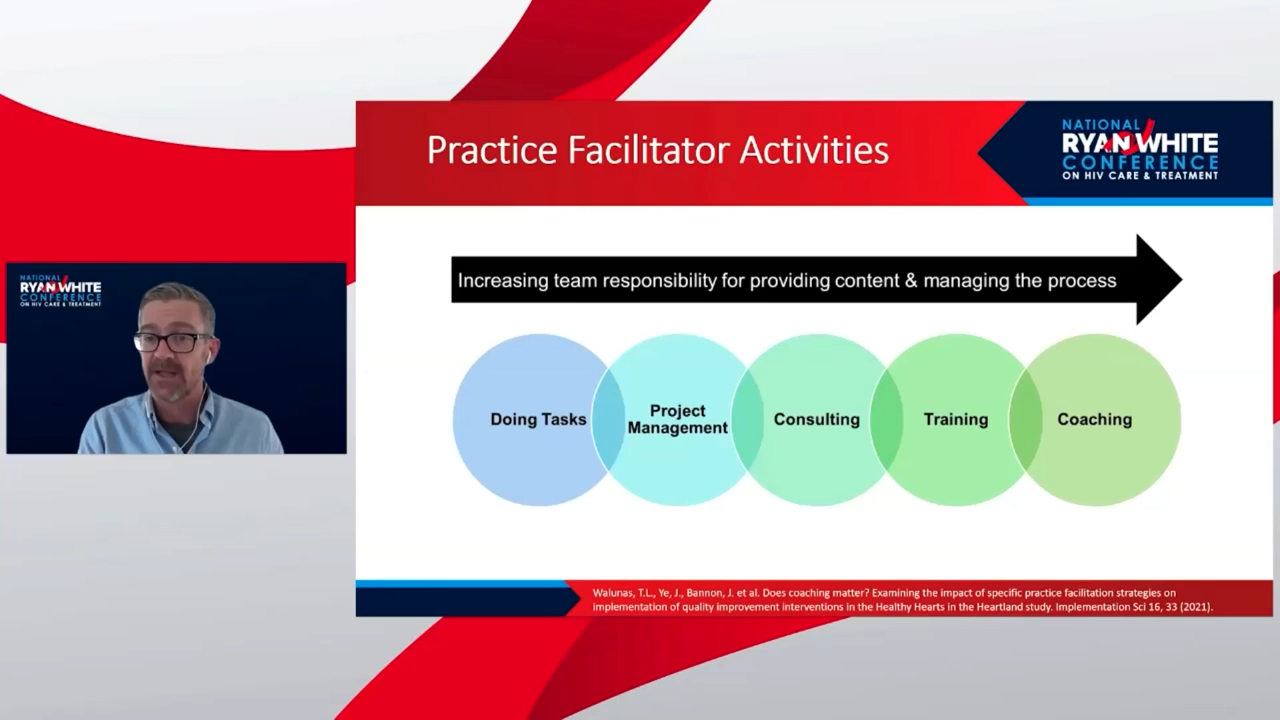 NATIONAL
RYAN WHITE
CONFERENCE
ON HIV CARE & TREATMENT
Practice Facilitator Activities
NATIONAL
RYAN WHITE
CONFERENCE
ON HIV CARE & TREATMENT
Increasing team responsibility for providing content & managing the process
Doing Tasks
Project
Management
Consulting
Training
Coaching
Walunas, T.L., Ye, J., Bannon, J. et al. Does coaching matter? Examining the impact of specific practice facilitation strategies on
implementation of quality improvement interventions in the Healthy Hearts in the Heartland study. Implementation Sci 16, 33 (2021).